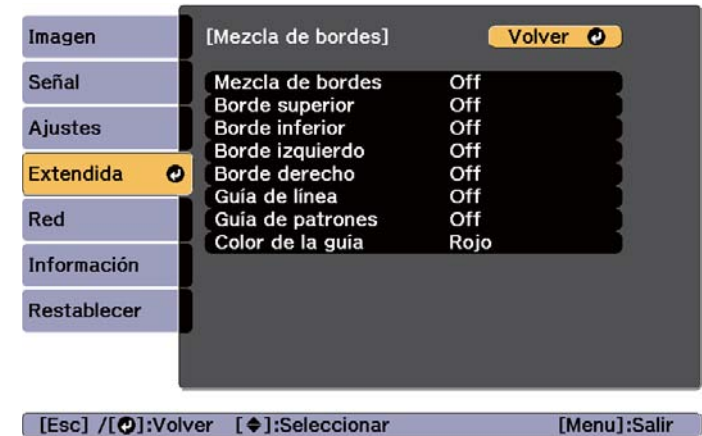 Imagen
Señal
Ajustes
Extendida
Red
Información
Restablecer
[Mezcla de bordes] Volver
Mezcla de bordes Off
Borde superior Off
Borde inferior Off
Borde izquierdo Off
Borde derecho Off
Guía de línea Off
Guía de patrones Off
Color de la guía Rojo
[Esc] /[⏎]:Volver [◆]:Seleccionar [Menu]:Salir